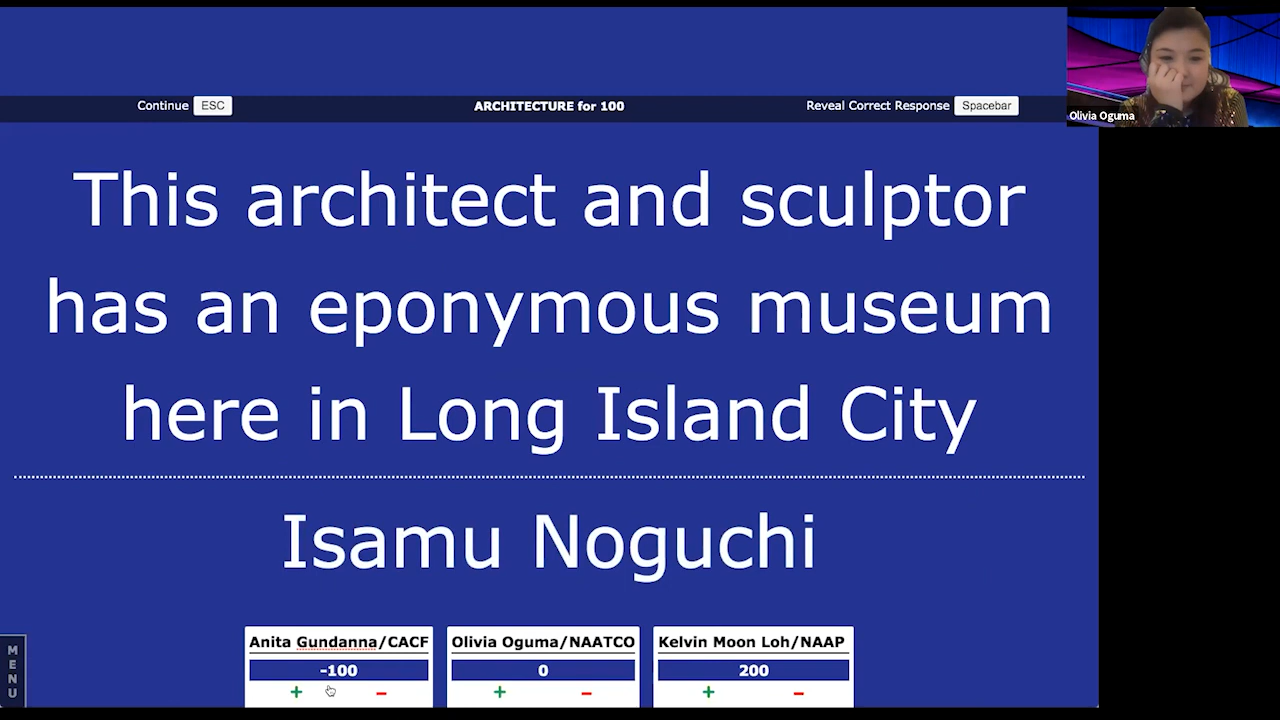 Continue ESC ARCHITECTURE for 100 Reveal Correct Response Spacebar
Olivia Oguma
This architect and sculptor
has an eponymous museum
here in Long Island City
Isamu Noguchi
Anita Gundanna/CACF Olivia Oguma/NAATCO Kelvin Moon Loh/NAAP
-100 0 200
+ - + - + -
MENU